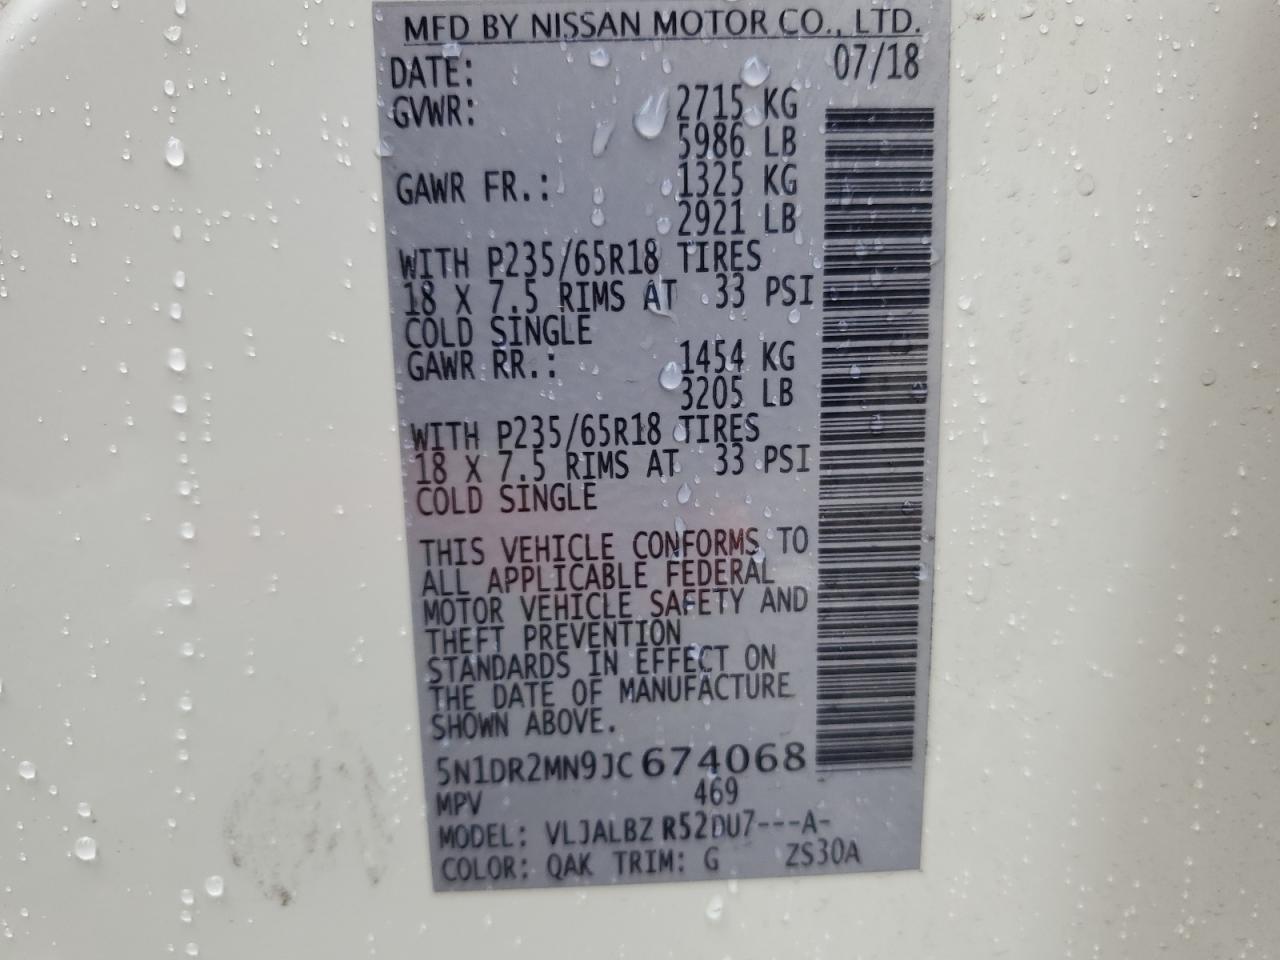 MFD BY NISSAN MOTOR CO., LTD.
DATE: 07/18
GVWR: 2715 KG
5986 LB
GAWR FR.: 1325 KG
2921 LB
WITH P235/65R18 TIRES
18 X 7.5 RIMS AT 33 PSI
COLD SINGLE
GAWR RR.: 1454 KG
3205 LB
WITH P235/65R18 TIRES
18 X 7.5 RIMS AT 33 PSI
COLD SINGLE
THIS VEHICLE CONFORMS TO
ALL APPLICABLE FEDERAL
MOTOR VEHICLE SAFETY AND
THEFT PREVENTION
STANDARDS IN EFFECT ON
THE DATE OF MANUFACTURE
SHOWN ABOVE.
5N1DR2MN9JC674068
MPV 469
MODEL: VLJALBZ R52DU7---A-
COLOR: QAK TRIM: G ZS30A